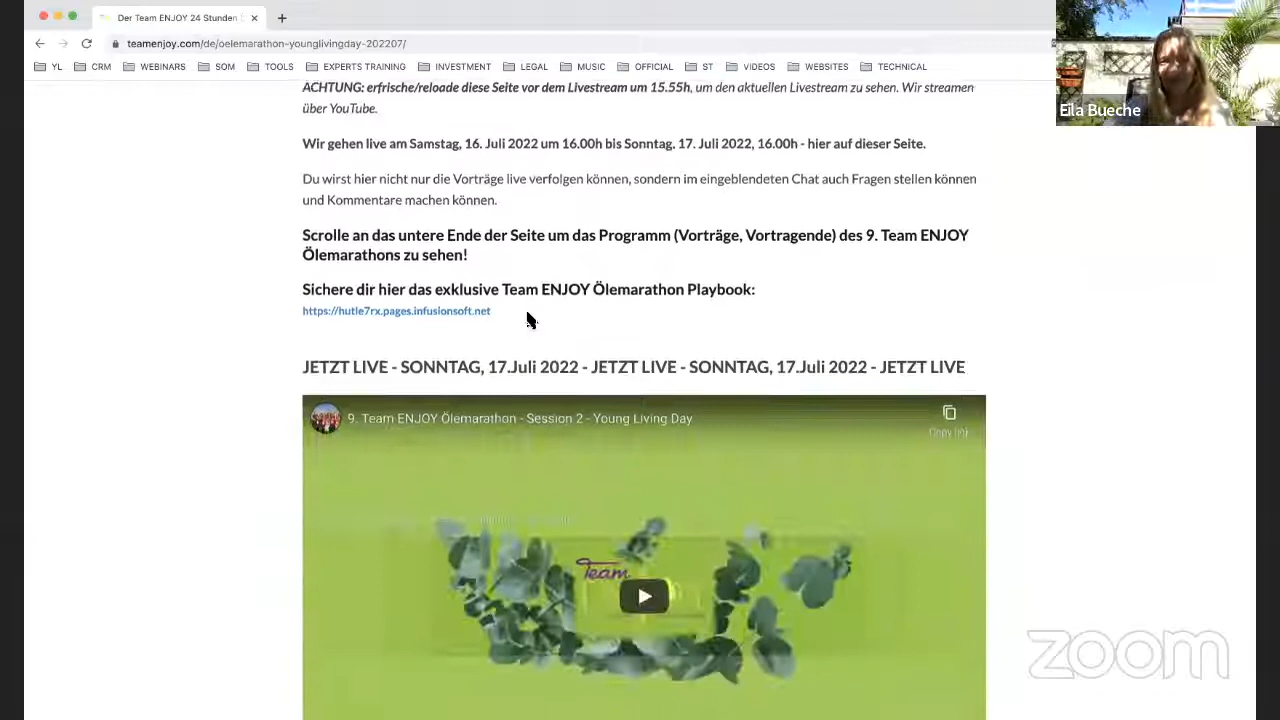 Der Team ENJOY 24 Stunden
teamenjoy.com/de/oelemarathon-younglivingday-202207/
YL CRM WEBINARS SOM TOOLS EXPERTS TRAINING INVESTMENT LEGAL MUSIC OFFICIAL ST VIDEOS WEBSITES TECHNICAL
Eila Bueche
ACHTUNG: erfrische/reloade diese Seite vor dem Livestream um 15.55h, um den aktuellen Livestream zu sehen. Wir streamen
über YouTube.
Wir gehen live am Samstag, 16. Juli 2022 um 16.00h bis Sonntag, 17. Juli 2022, 16.00h - hier auf dieser Seite.
Du wirst hier nicht nur die Vorträge live verfolgen können, sondern im eingeblendeten Chat auch Fragen stellen können
und Kommentare machen können.
Scrolle an das untere Ende der Seite um das Programm (Vorträge, Vortragende) des 9. Team ENJOY
Ölemarathons zu sehen!
Sichere dir hier das exklusive Team ENJOY Ölemarathon Playbook:
https://hutle7rx.pages.infusionsoft.net
JETZT LIVE - SONNTAG, 17.Juli 2022 - JETZT LIVE - SONNTAG, 17.Juli 2022 - JETZT LIVE
9. Team ENJOY Ölemarathon - Session 2 - Young Living Day
Copy link
Team
zoom